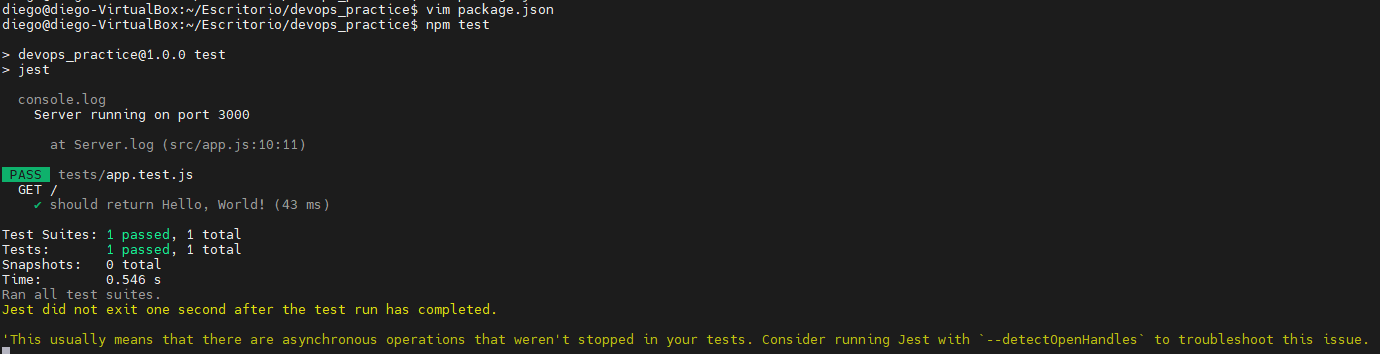 diego@diego-VirtualBox:~/Escritorio/devops_practice$ vim package.json
diego@diego-VirtualBox:~/Escritorio/devops_practice$ npm test
> devops_practice@1.0.0 test
> jest
console.log
Server running on port 3000
at Server.log (src/app.js:10:11)
PASS tests/app.test.js
GET /
✔ should return Hello, World! (43 ms)
Test Suites: 1 passed, 1 total
Tests: 1 passed, 1 total
Snapshots: 0 total
Time: 0.546 s
Ran all test suites.
Jest did not exit one second after the test run has completed.
'This usually means that there are asynchronous operations that weren't stopped in your tests. Consider running Jest with `--detectOpenHandles` to troubleshoot this issue.